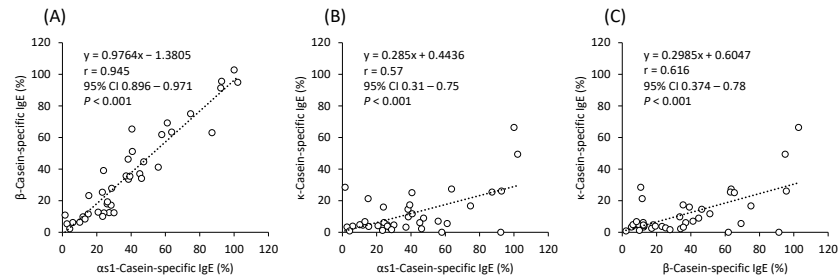 (A)
y = 0.9764x − 1.3805
r = 0.945
95% CI 0.896 – 0.971
P < 0.001
120
100
80
60
40
20
0
0 20 40 60 80 100 120
β-Casein-specific IgE (%)
αs1-Casein-specific IgE (%)
(B)
y = 0.285x + 0.4436
r = 0.57
95% CI 0.31 – 0.75
P < 0.001
120
100
80
60
40
20
0
0 20 40 60 80 100 120
κ-Casein-specific IgE (%)
αs1-Casein-specific IgE (%)
(C)
y = 0.2985x + 0.6047
r = 0.616
95% CI 0.374 – 0.78
P < 0.001
120
100
80
60
40
20
0
0 20 40 60 80 100 120
κ-Casein-specific IgE (%)
β-Casein-specific IgE (%)